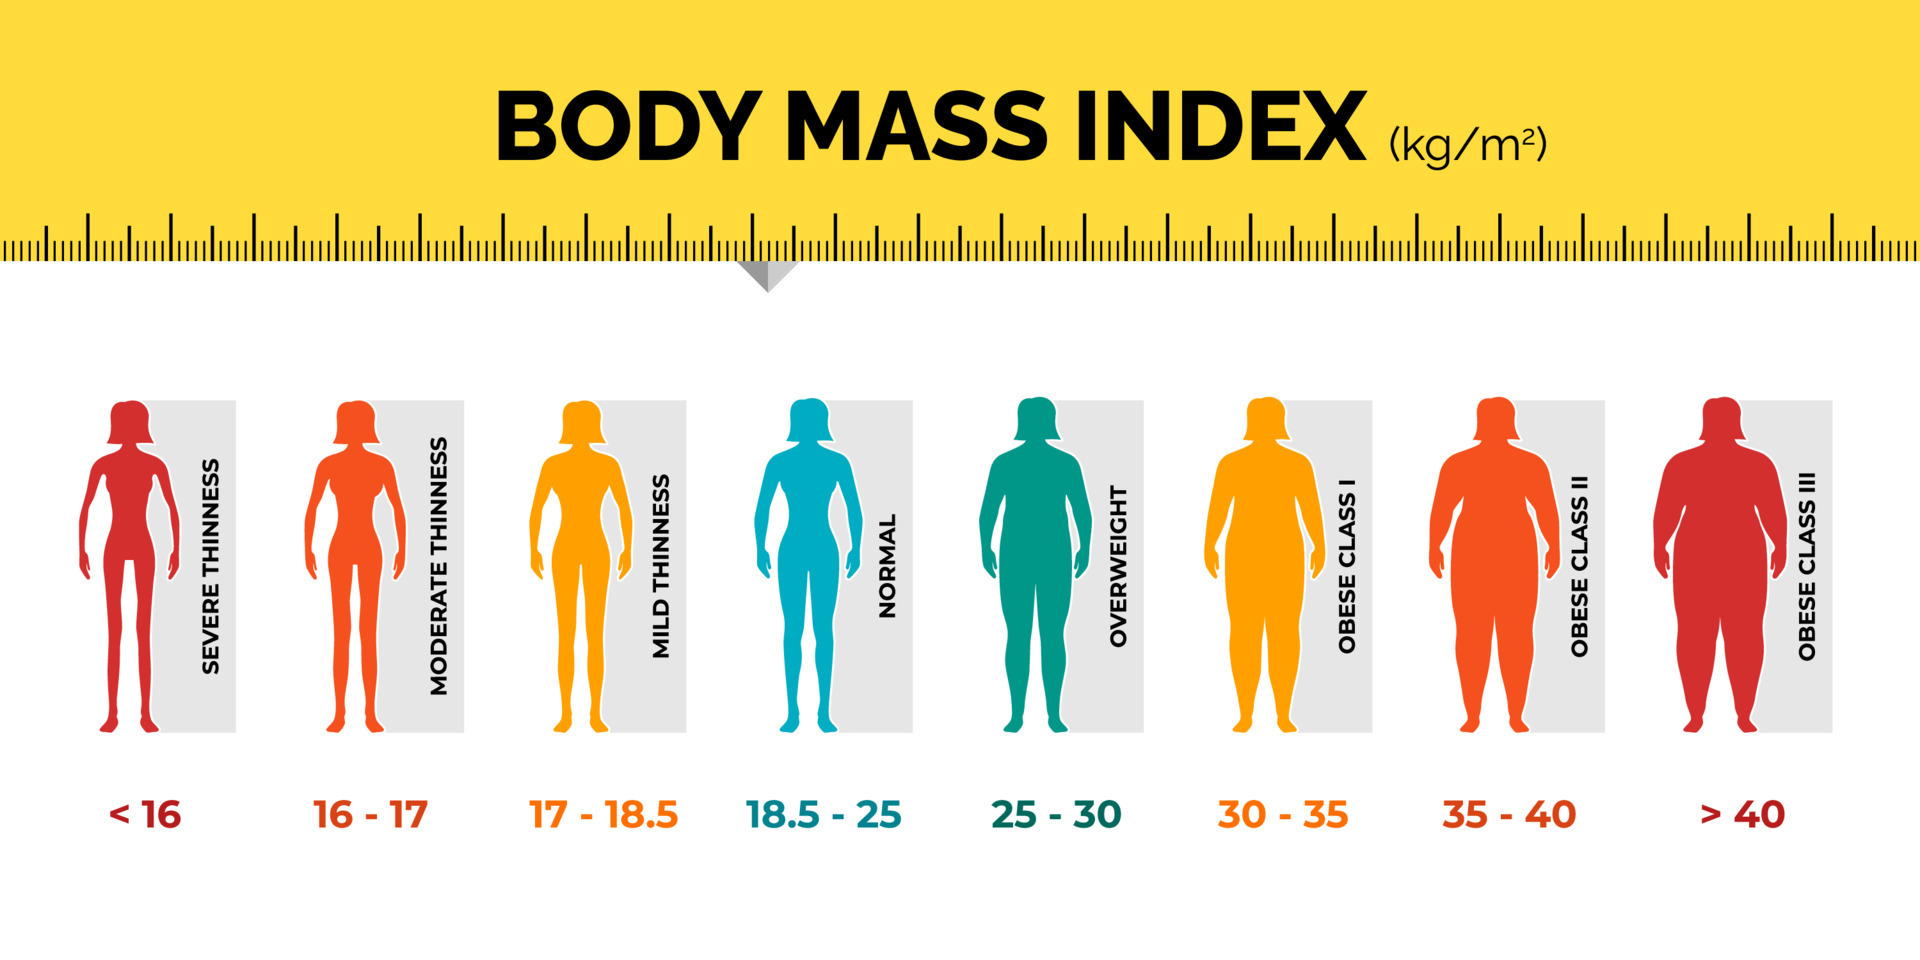 BODY MASS INDEX (kg/m²)
SEVERE THINNESS
MODERATE THINNESS
MILD THINNESS
NORMAL
OVERWEIGHT
OBESE CLASS I
OBESE CLASS II
OBESE CLASS III
< 16
16 - 17
17 - 18.5
18.5 - 25
25 - 30
30 - 35
35 - 40
> 40